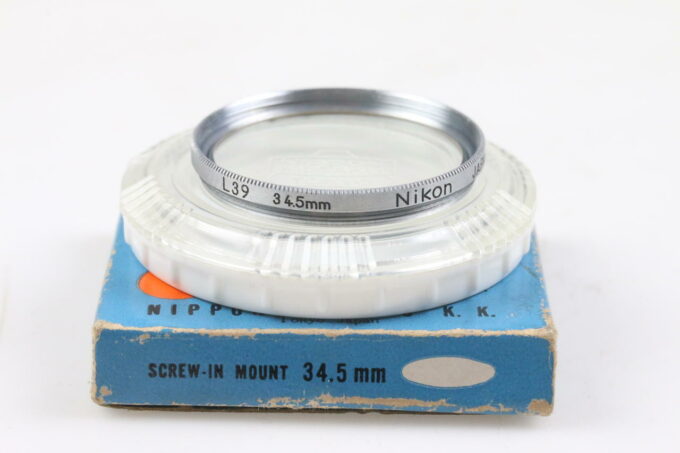 L39 34.5mm Nikon
NIPPO K. K.
SCREW-IN MOUNT 34.5 mm